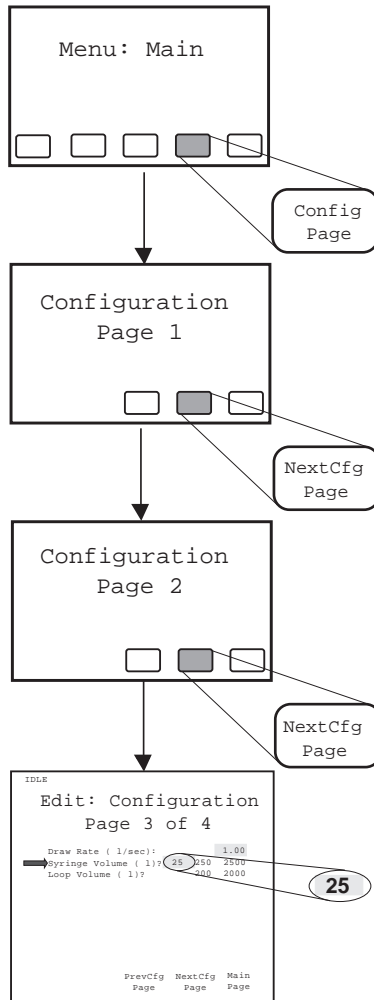 Menu: Main
Config
Page
Configuration
Page 1
NextCfg
Page
Configuration
Page 2
NextCfg
Page
IDLE
Edit: Configuration
Page 3 of 4
Draw Rate ( l/sec): 1.00
Syringe Volume ( l)? 25 250 2500
Loop Volume ( l)? 200 2000
25
PrevCfg NextCfg Main
Page Page Page